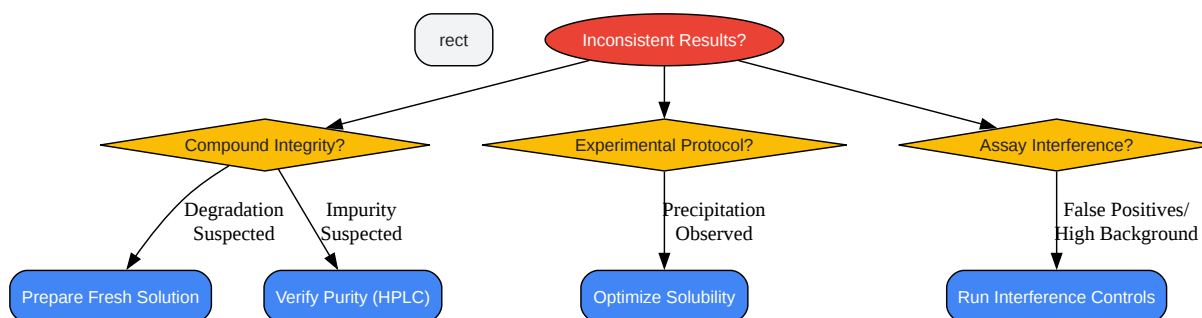 rect
Inconsistent Results?
Compound Integrity?
Experimental Protocol?
Assay Interference?
Degradation
Suspected
Impurity
Suspected
Precipitation
Observed
False Positives/
High Background
Prepare Fresh Solution
Verify Purity (HPLC)
Optimize Solubility
Run Interference Controls